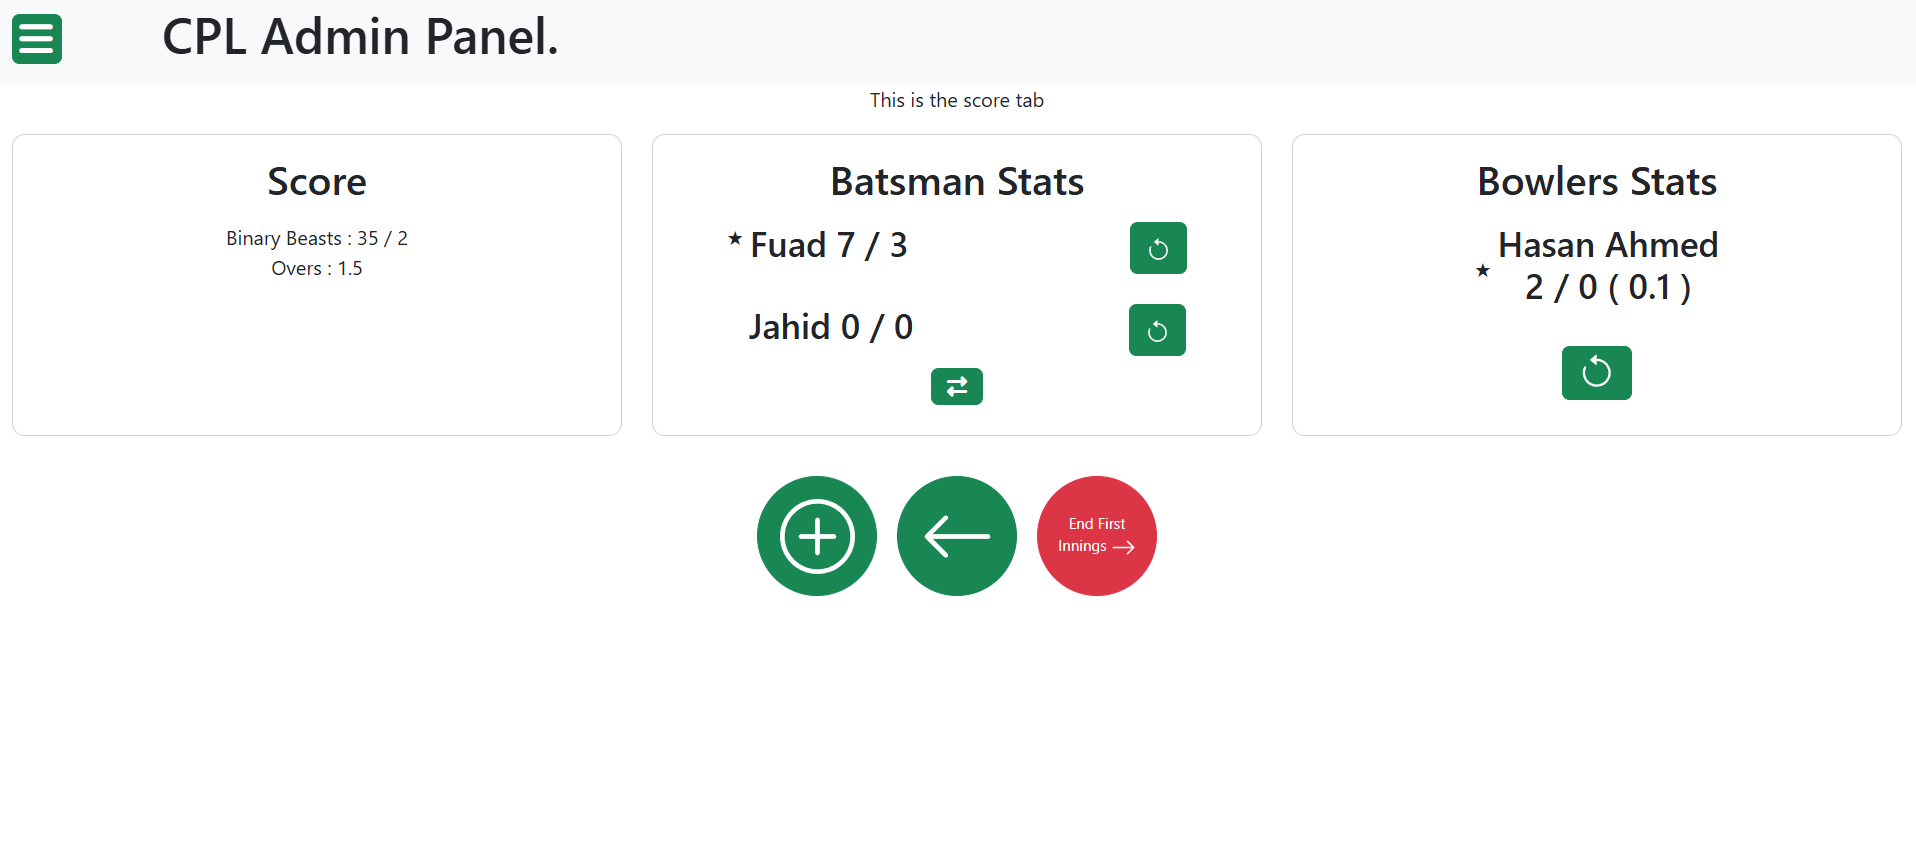 CPL Admin Panel.
This is the score tab
Score
Binary Beasts : 35 / 2
Overs : 1.5
Batsman Stats
★ Fuad 7 / 3
Jahid 0 / 0
Bowlers Stats
Hasan Ahmed
★ 2 / 0 ( 0.1 )
End First
Innings →